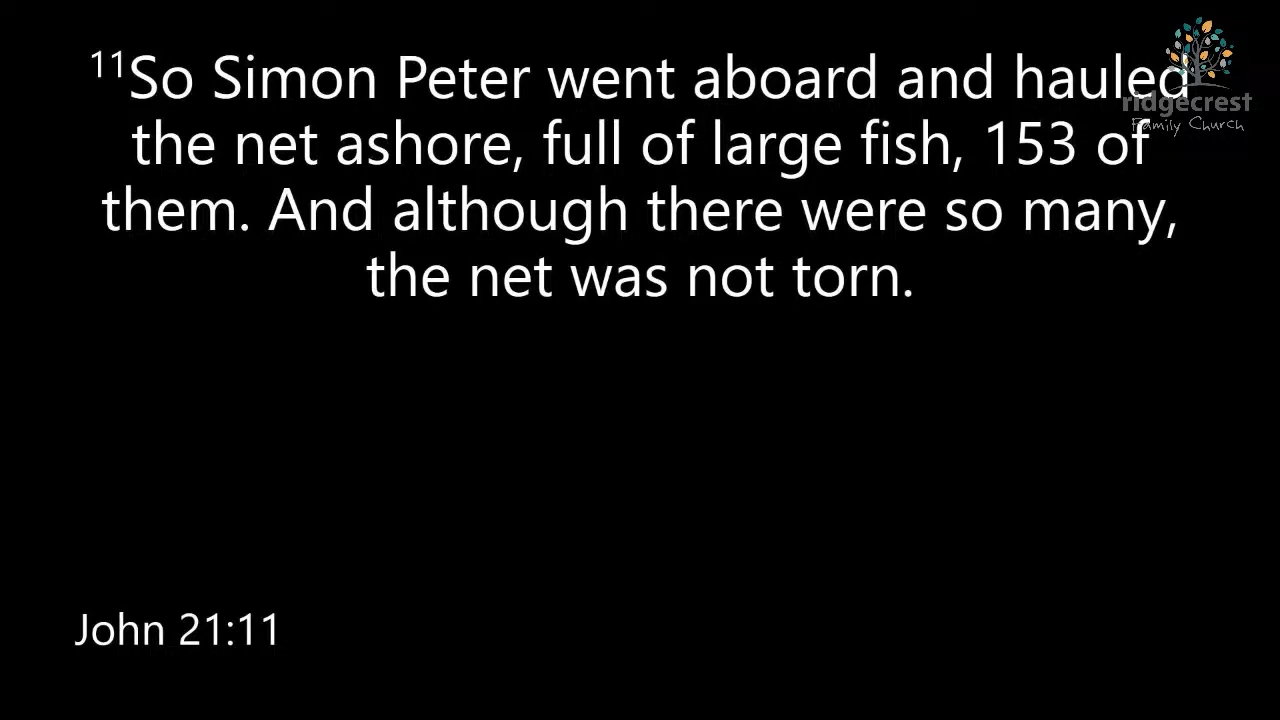 ¹¹So Simon Peter went aboard and hauled
the net ashore, full of large fish, 153 of
them. And although there were so many,
the net was not torn.
ridgecrest
Family Church
John 21:11